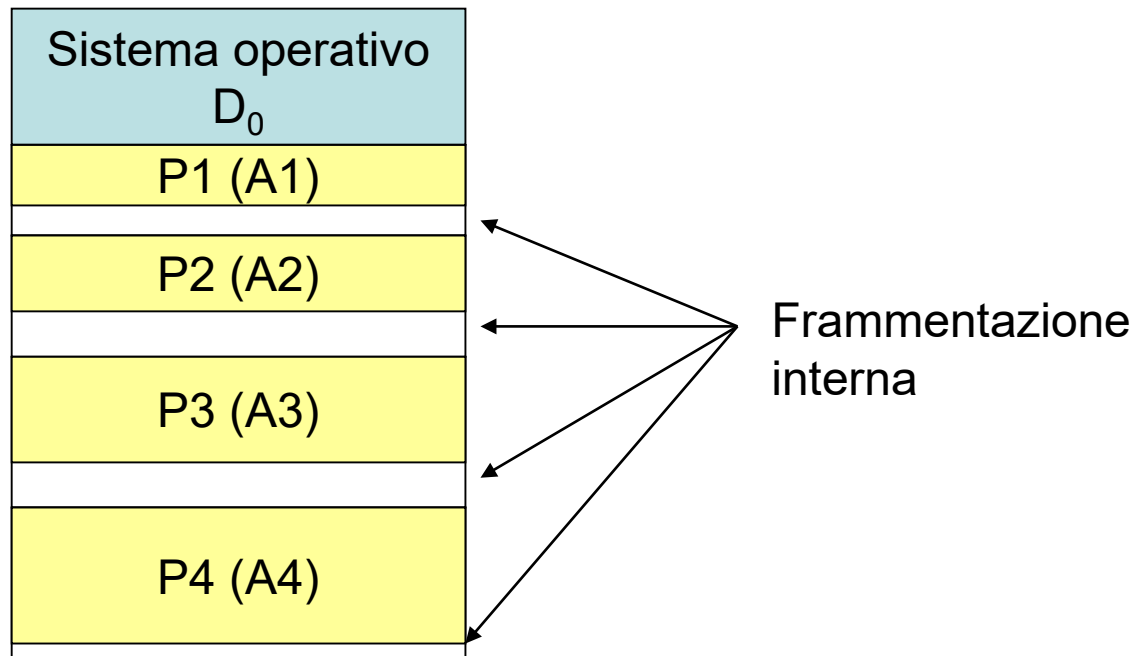 Sistema operativo
D₀
P1 (A1)
P2 (A2)
P3 (A3)
P4 (A4)
Frammentazione
interna